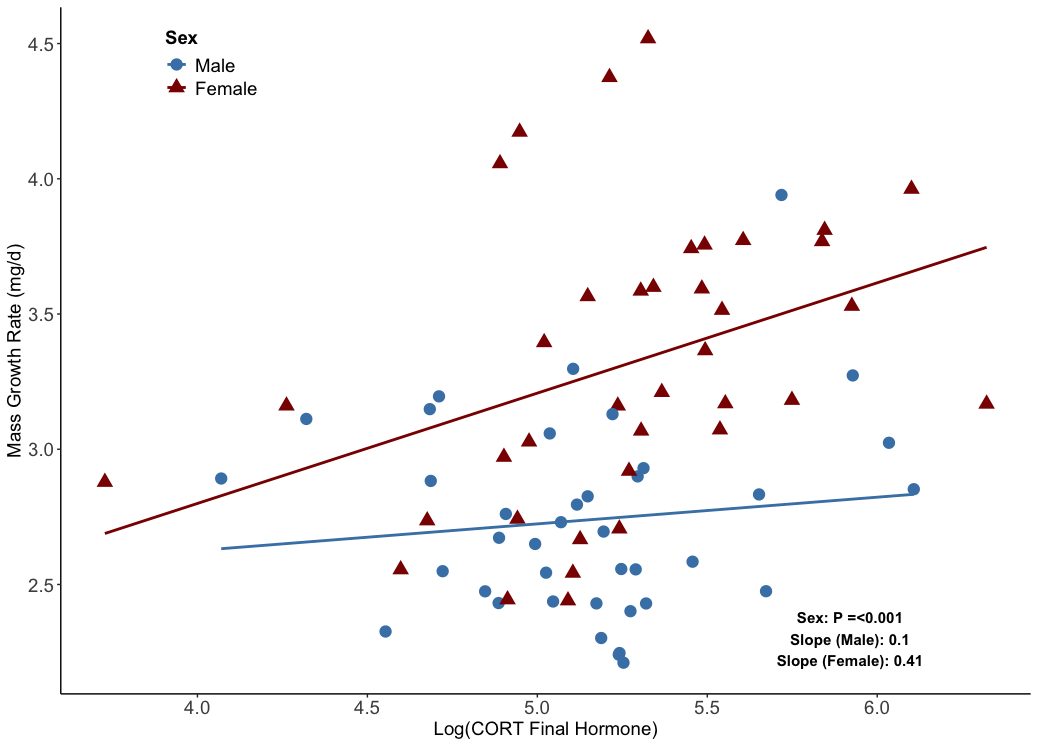 Sex
Male
Female
4.5
4.0
3.5
3.0
2.5
Mass Growth Rate (mg/d)
Sex: P =<0.001
Slope (Male): 0.1
Slope (Female): 0.41
4.0 4.5 5.0 5.5 6.0
Log(CORT Final Hormone)